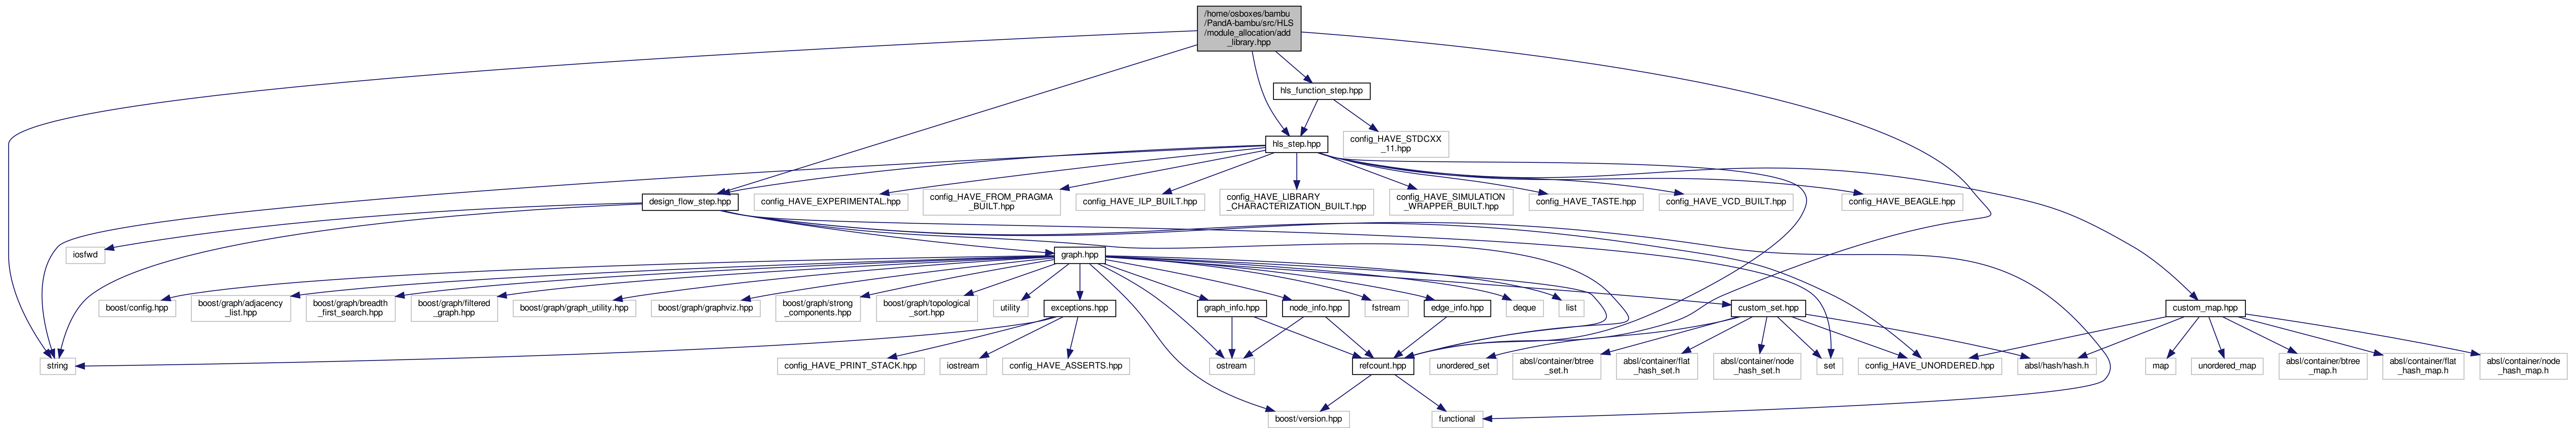 /home/osboxes/bambu
/PandA-bambu/src/HLS
/module_allocation/add
_library.hpp
hls_function_step.hpp
hls_step.hpp
config_HAVE_STDCXX
_11.hpp
design_flow_step.hpp
config_HAVE_EXPERIMENTAL.hpp
config_HAVE_FROM_PRAGMA
_BUILT.hpp
config_HAVE_ILP_BUILT.hpp
config_HAVE_LIBRARY
_CHARACTERIZATION_BUILT.hpp
config_HAVE_SIMULATION
_WRAPPER_BUILT.hpp
config_HAVE_TASTE.hpp
config_HAVE_VCD_BUILT.hpp
config_HAVE_BEAGLE.hpp
iosfwd
graph.hpp
boost/config.hpp
boost/graph/adjacency
_list.hpp
boost/graph/breadth
_first_search.hpp
boost/graph/filtered
_graph.hpp
boost/graph/graph_utility.hpp
boost/graph/graphviz.hpp
boost/graph/strong
_components.hpp
boost/graph/topological
_sort.hpp
utility
exceptions.hpp
graph_info.hpp
node_info.hpp
fstream
edge_info.hpp
deque
list
custom_set.hpp
custom_map.hpp
string
config_HAVE_PRINT_STACK.hpp
iostream
config_HAVE_ASSERTS.hpp
ostream
refcount.hpp
unordered_set
absl/container/btree
_set.h
absl/container/flat
_hash_set.h
absl/container/node
_hash_set.h
set
config_HAVE_UNORDERED.hpp
absl/hash/hash.h
map
unordered_map
absl/container/btree
_map.h
absl/container/flat
_hash_map.h
absl/container/node
_hash_map.h
boost/version.hpp
functional